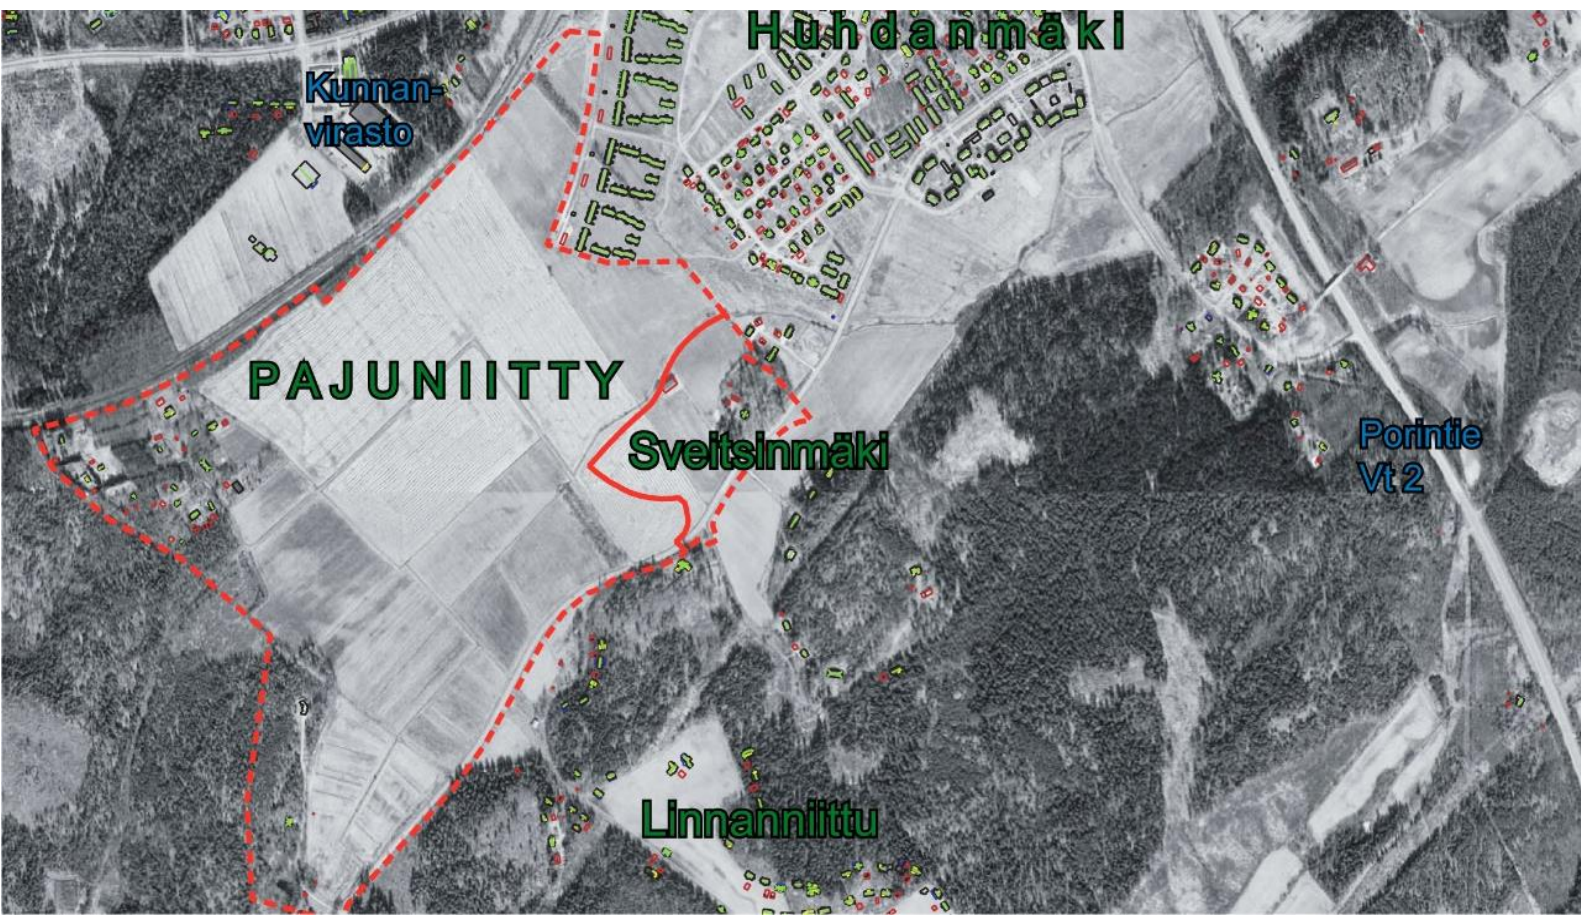 Huhdanmäki
Kunnan-
virasto
PAJUNIITTY
Sveitsinmäki
Porintie
Vt 2
Linnanniittu